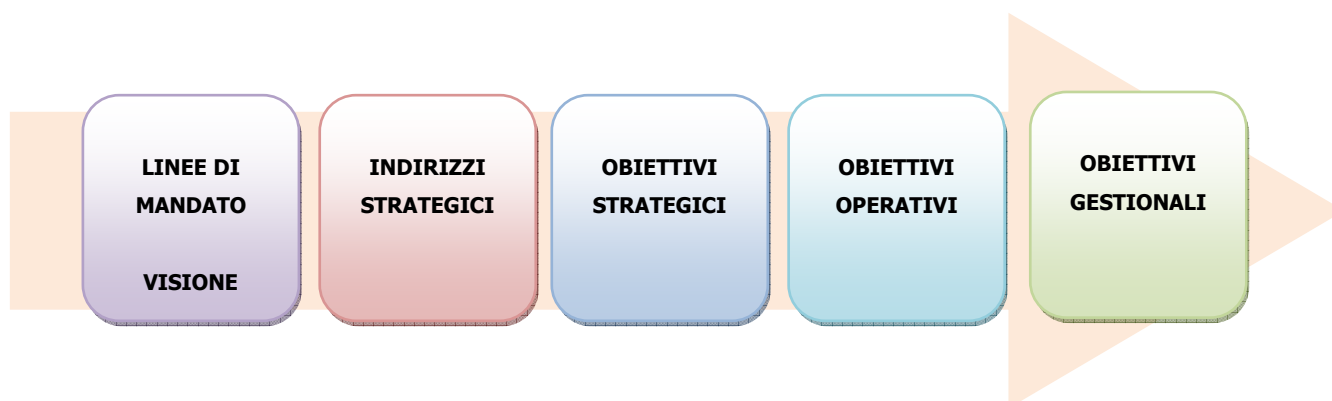 LINEE DI
MANDATO
VISIONE
INDIRIZZI
STRATEGICI
OBIETTIVI
STRATEGICI
OBIETTIVI
OPERATIVI
OBIETTIVI
GESTIONALI